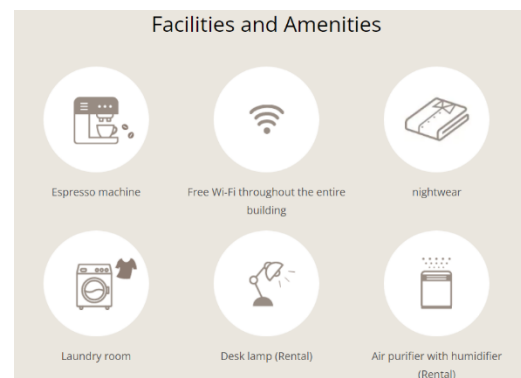 Facilities and Amenities
Espresso machine
Free Wi-Fi throughout the entire
building
nightwear
Laundry room
Desk lamp (Rental)
Air purifier with humidifier
(Rental)